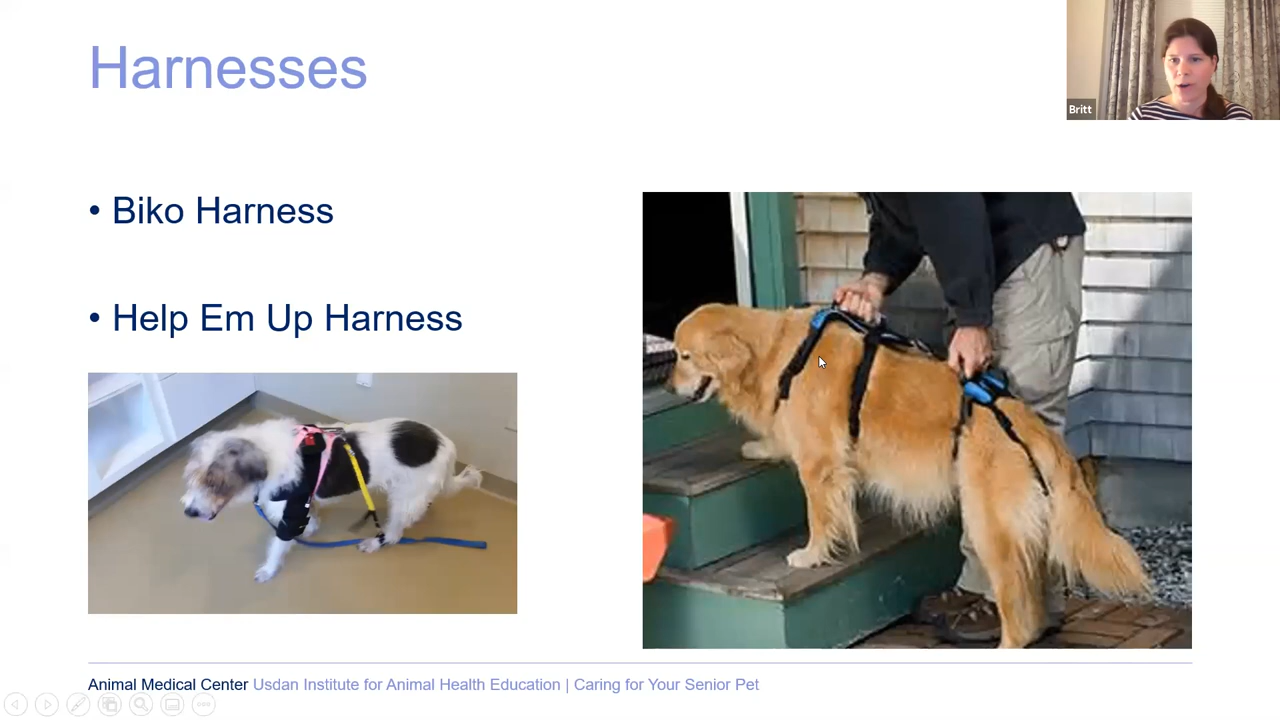 Harnesses
Britt
• Biko Harness
• Help Em Up Harness
Animal Medical Center Usdan Institute for Animal Health Education | Caring for Your Senior Pet